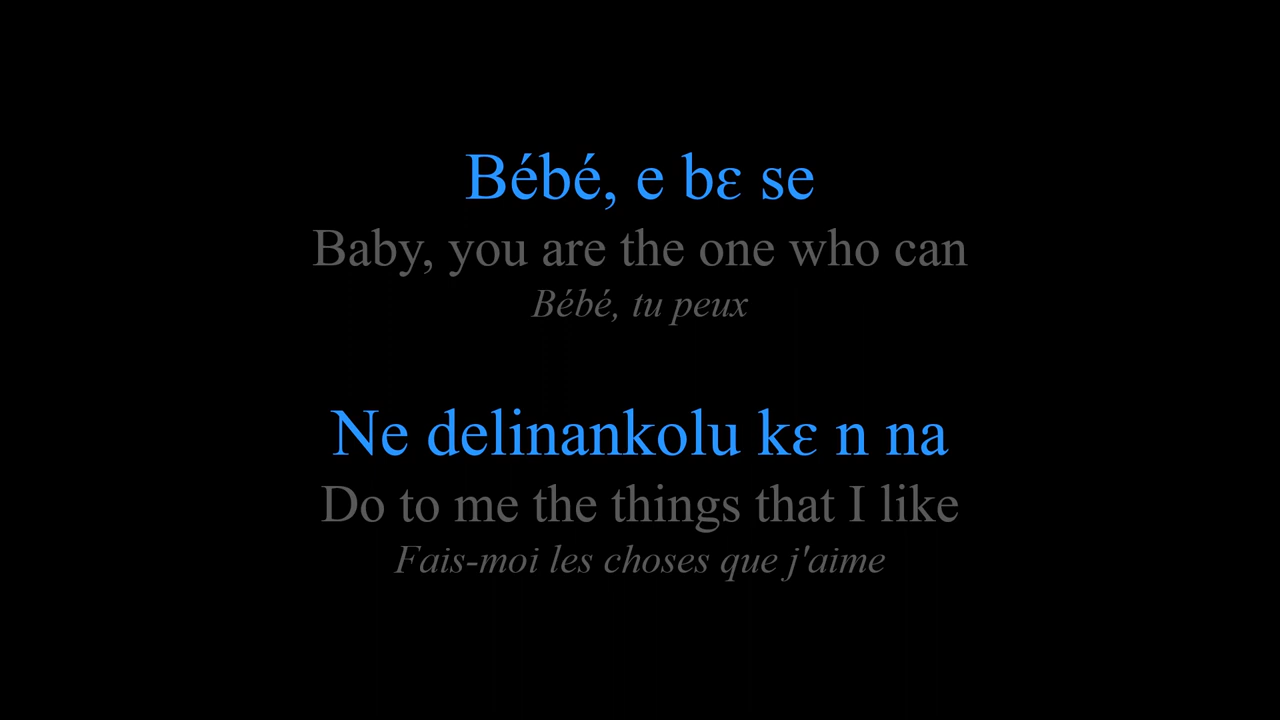 Bébé, e bɛ se
Baby, you are the one who can
Bébé, tu peux
Ne delinankolu kɛ n na
Do to me the things that I like
Fais-moi les choses que j'aime